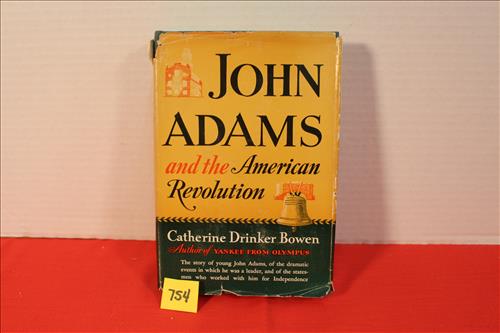 JOHN
ADAMS
and the American
Revolution
Catherine Drinker Bowen
Author of YANKEE FROM OLYMPUS
The story of young John Adams, of the dramatic
events in which he was a leader, and of the states-
men who worked with him for Independence
754